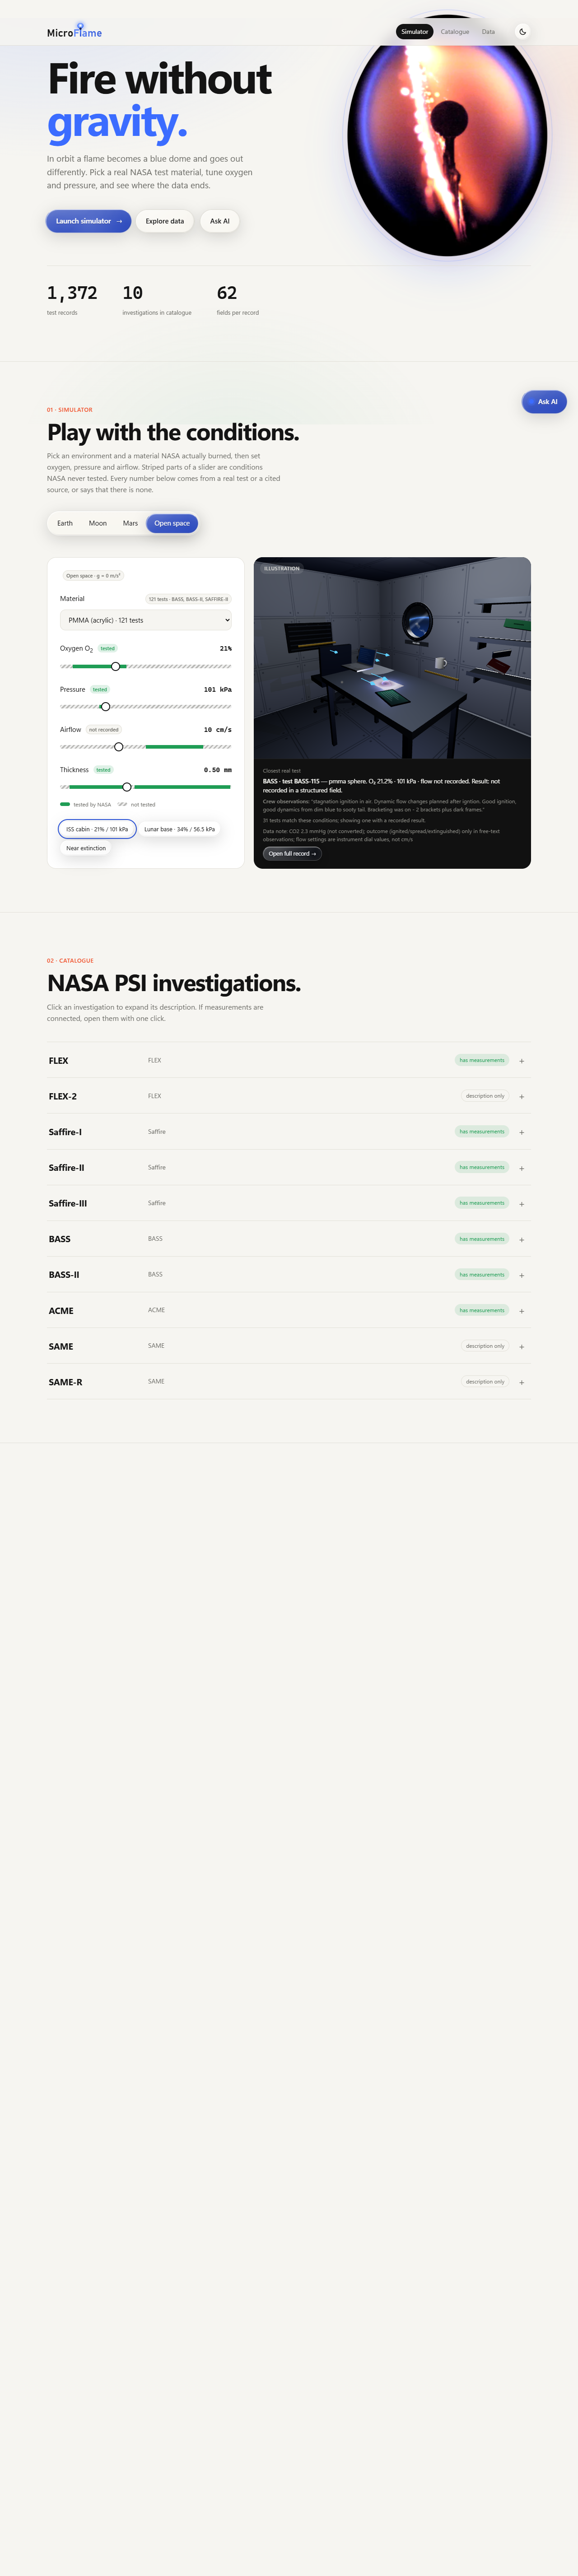 MicroFlame
Simulator
Catalogue
Data
Fire without
gravity.
In orbit a flame becomes a blue dome and goes out
differently. Pick a real NASA test material, tune oxygen
and pressure, and see where the data ends.
Launch simulator →
Explore data
Ask AI
1,372
10
62
test records
investigations in catalogue
fields per record
Ask AI
01 · SIMULATOR
Play with the conditions.
Pick an environment and a material NASA actually burned, then set
oxygen, pressure and airflow. Striped parts of a slider are conditions
NASA never tested. Every number below comes from a real test or a cited
source, or says that there is none.
Earth
Moon
Mars
Open space
Open space · g = 0 m/s²
Material
121 tests · BASS, BASS-II, SAFFIRE-II
PMMA (acrylic) · 121 tests
Oxygen O₂ tested 21%
Pressure tested 101 kPa
Airflow not recorded 10 cm/s
Thickness tested 0.50 mm
tested by NASA
not tested
ISS cabin · 21% / 101 kPa
Lunar base · 34% / 56.5 kPa
Near extinction
ILLUSTRATION
Closest real test
BASS · test BASS-115 — pmma sphere. O₂ 21.2% · 101 kPa · flow not recorded. Result: not
recorded in a structured field.
Crew observations: "stagnation ignition in air. Dynamic flow changes planned after ignition. Good ignition,
good dynamics from dim blue to sooty tail. Bracketing was on - 2 brackets plus dark frames."
31 tests match these conditions; showing one with a recorded result.
Data note: CO2 2.3 mmHg (not converted); outcome (ignited/spread/extinguished) only in free-text
observations; flow settings are instrument dial values, not cm/s
Open full record →
02 · CATALOGUE
NASA PSI investigations.
Click an investigation to expand its description. If measurements are
connected, open them with one click.
FLEX FLEX has measurements +
FLEX-2 FLEX description only +
Saffire-I Saffire has measurements +
Saffire-II Saffire has measurements +
Saffire-III Saffire has measurements +
BASS BASS has measurements +
BASS-II BASS has measurements +
ACME ACME has measurements +
SAME SAME description only +
SAME-R SAME description only +